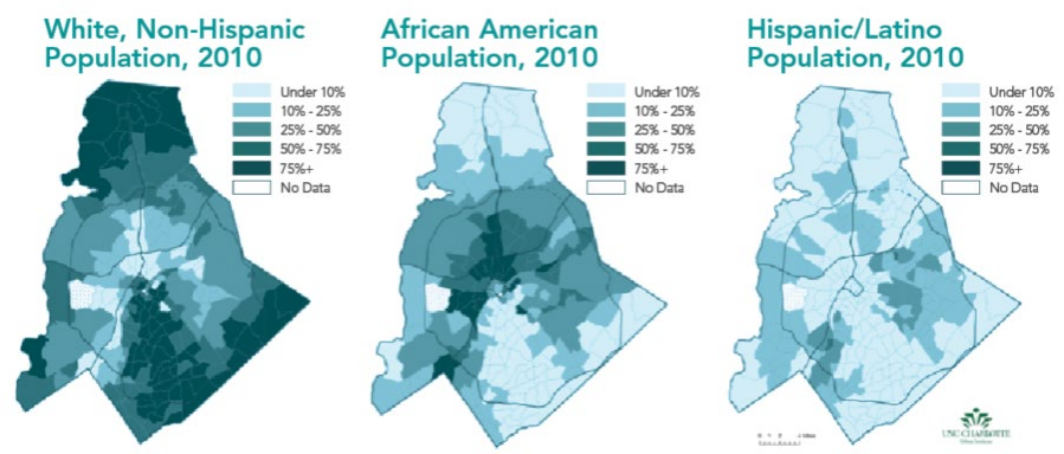 White, Non-Hispanic
Population, 2010
Under 10%
10% - 25%
25% - 50%
50% - 75%
75%+
No Data
African American
Population, 2010
Under 10%
10% - 25%
25% - 50%
50% - 75%
75%+
No Data
Hispanic/Latino
Population, 2010
Under 10%
10% - 25%
25% - 50%
50% - 75%
75%+
No Data
UNC CHARLOTTE